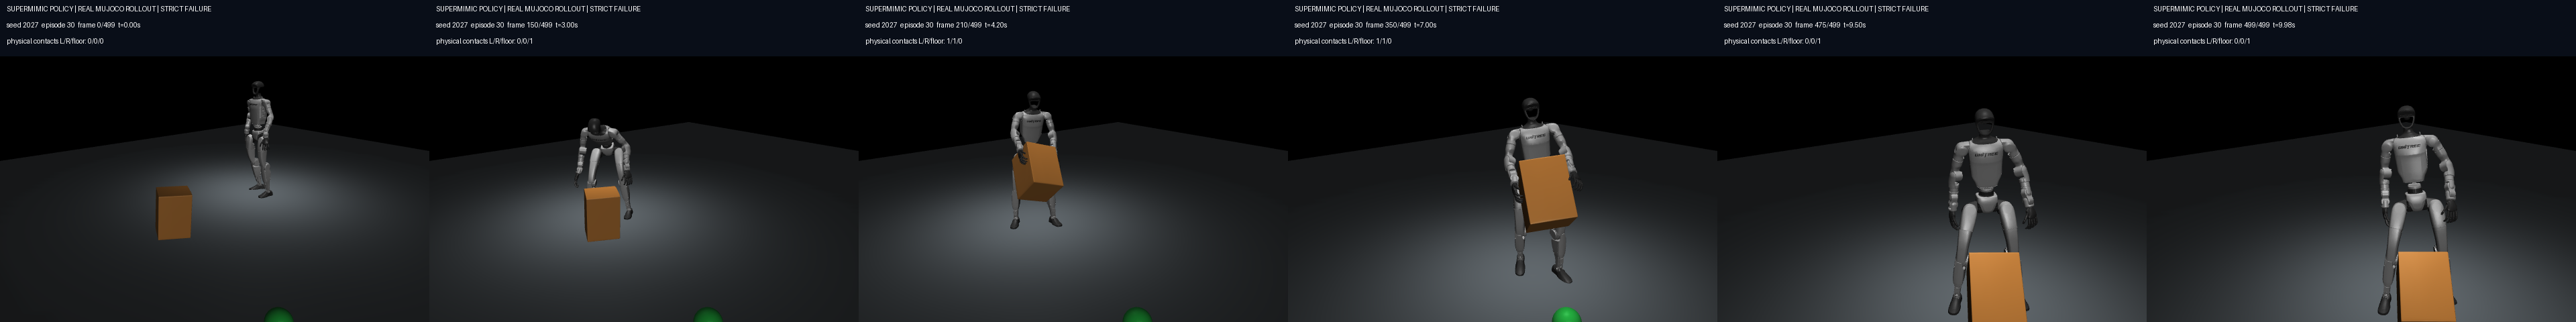 SUPERMIMIC POLICY | REAL MUJOCO ROLLOUT | STRICT FAILURE
seed 2027 episode 30 frame 0/499 t=0.00s
physical contacts L/R/floor: 0/0/0
SUPERMIMIC POLICY | REAL MUJOCO ROLLOUT | STRICT FAILURE
seed 2027 episode 30 frame 150/499 t=3.00s
physical contacts L/R/floor: 0/0/1
SUPERMIMIC POLICY | REAL MUJOCO ROLLOUT | STRICT FAILURE
seed 2027 episode 30 frame 210/499 t=4.20s
physical contacts L/R/floor: 1/1/0
SUPERMIMIC POLICY | REAL MUJOCO ROLLOUT | STRICT FAILURE
seed 2027 episode 30 frame 350/499 t=7.00s
physical contacts L/R/floor: 1/1/0
SUPERMIMIC POLICY | REAL MUJOCO ROLLOUT | STRICT FAILURE
seed 2027 episode 30 frame 475/499 t=9.50s
physical contacts L/R/floor: 0/0/1
SUPERMIMIC POLICY | REAL MUJOCO ROLLOUT | STRICT FAILURE
seed 2027 episode 30 frame 499/499 t=9.98s
physical contacts L/R/floor: 0/0/1